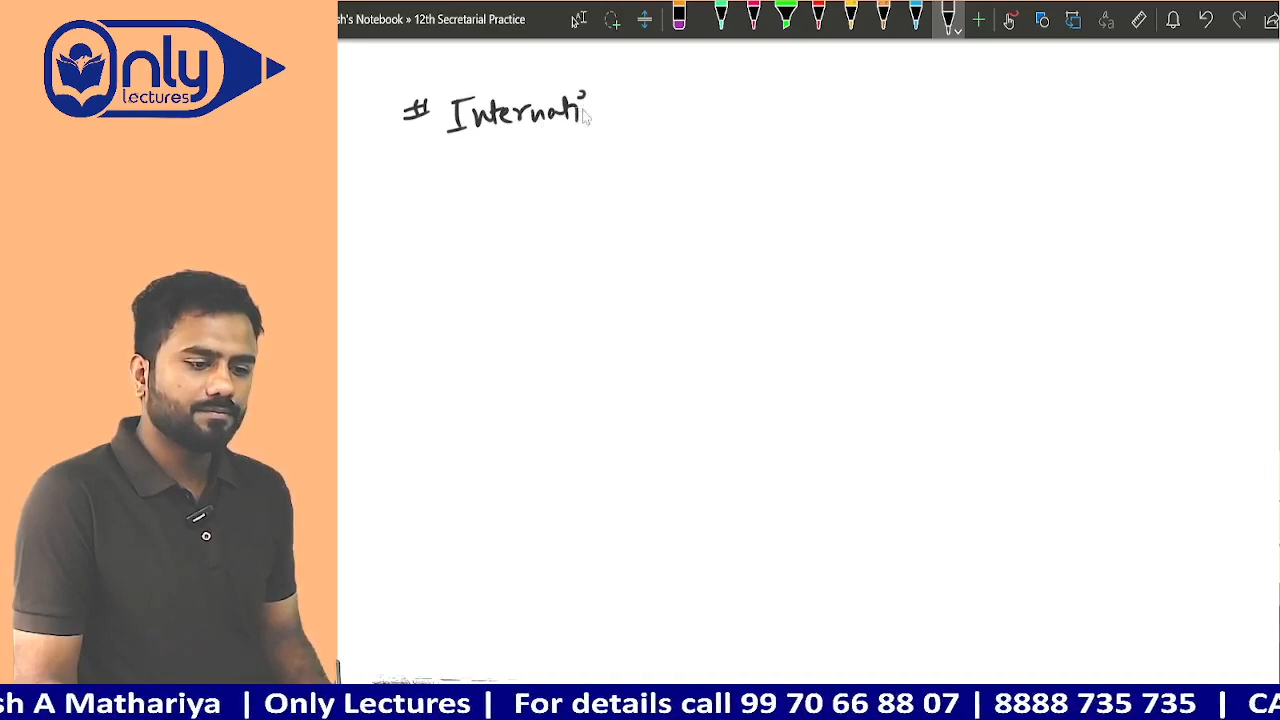 sh's Notebook » 12th Secretarial Practice
Only
lectures
# Internati
sh A Mathariya | Only Lectures | For details call 99 70 66 88 07 | 8888 735 735 | CA